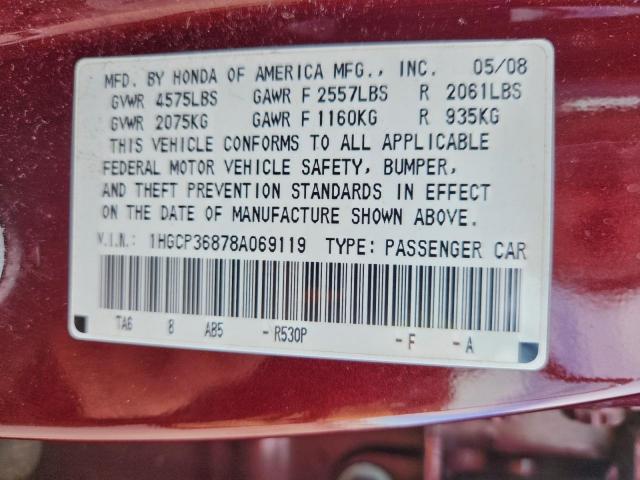 MFD. BY HONDA OF AMERICA MFG., INC. 05/08
GVWR 4575LBS GAWR F 2557LBS R 2061LBS
GVWR 2075KG GAWR F 1160KG R 935KG
THIS VEHICLE CONFORMS TO ALL APPLICABLE
FEDERAL MOTOR VEHICLE SAFETY, BUMPER,
AND THEFT PREVENTION STANDARDS IN EFFECT
ON THE DATE OF MANUFACTURE SHOWN ABOVE.
V.I.N.: 1HGCP36878A069119 TYPE: PASSENGER CAR
TA6 B AB5 -R530P -F -A